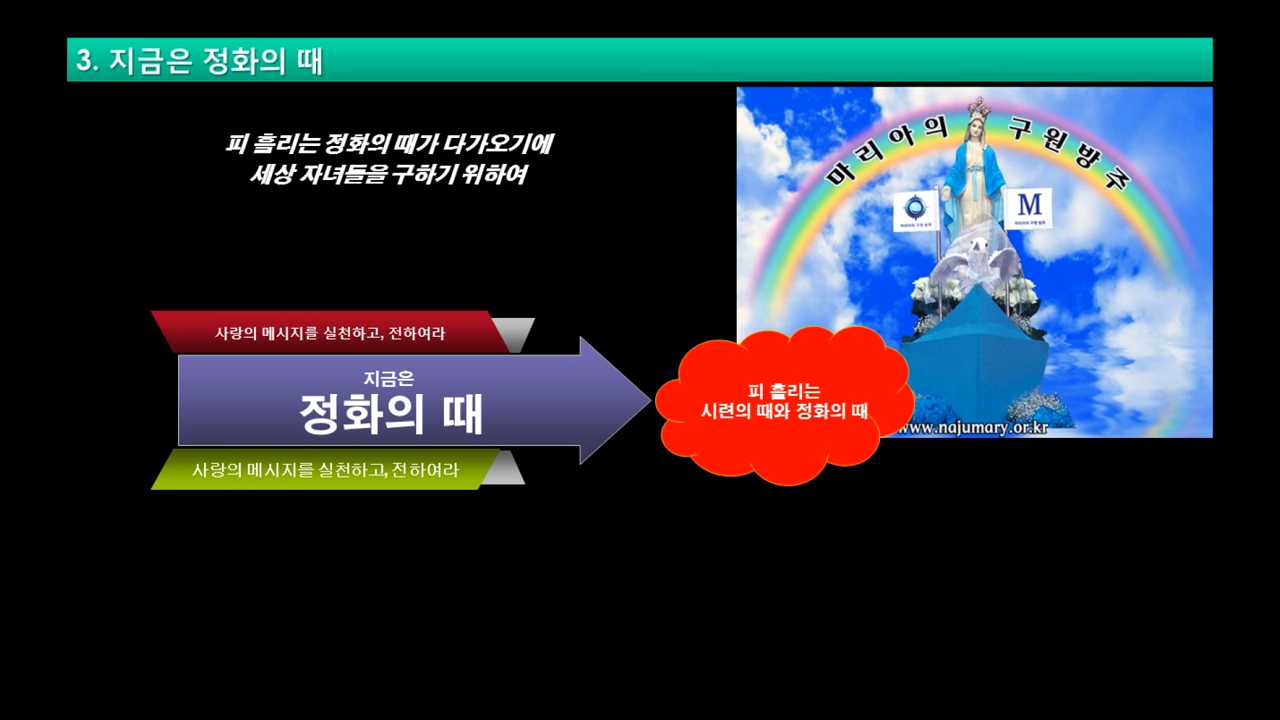 3. 지금은 정화의 때
피 흘리는 정화의 때가 다가오기에
세상 자녀들을 구하기 위하여
마리아의 구원방주
M
사랑의 메시지를 실천하고, 전하여라
지금은
정화의 때
사랑의 메시지를 실천하고, 전하여라
피 흘리는
시련의 때와 정화의 때
www.najumary.or.kr